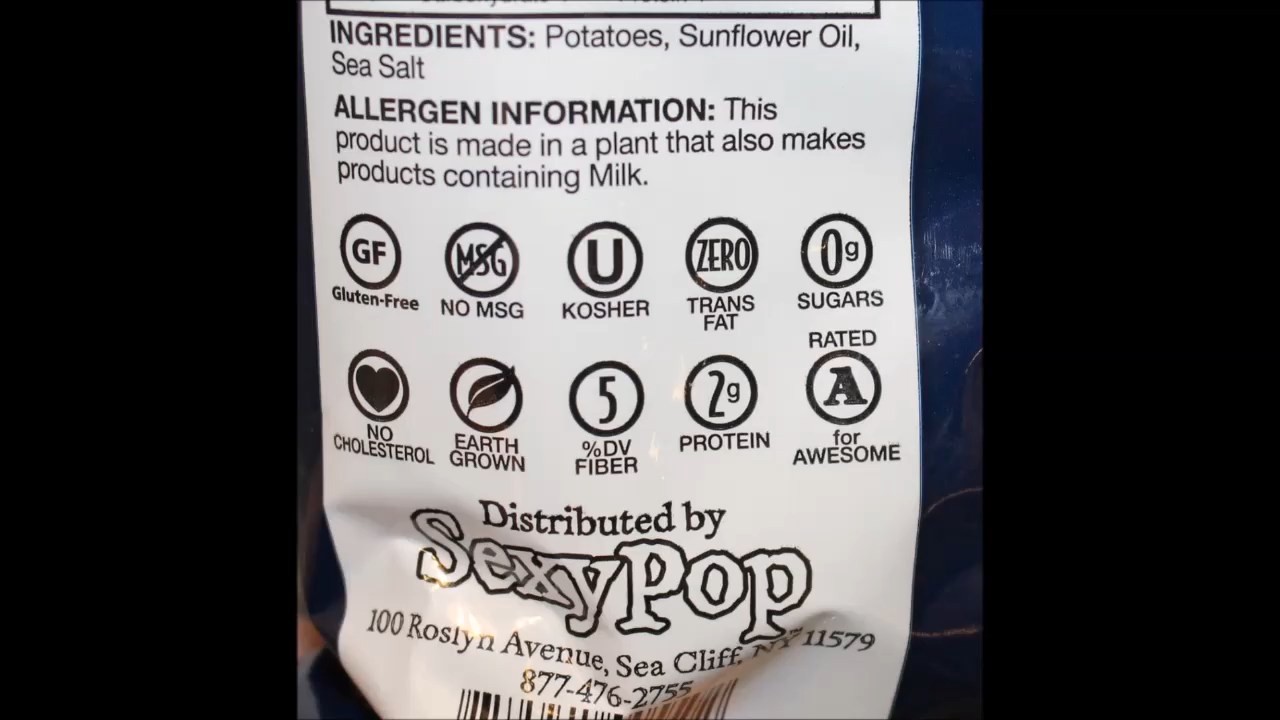 INGREDIENTS: Potatoes, Sunflower Oil,
Sea Salt
ALLERGEN INFORMATION: This
product is made in a plant that also makes
products containing Milk.
GF MSG U ZERO 0g
Gluten-Free NO MSG KOSHER TRANS FAT SUGARS
RATED
5 2g A
NO CHOLESTEROL EARTH GROWN %DV FIBER PROTEIN for AWESOME
Distributed by
SexyPop
100 Roslyn Avenue, Sea Cliff, NY 11579
877-476-2755